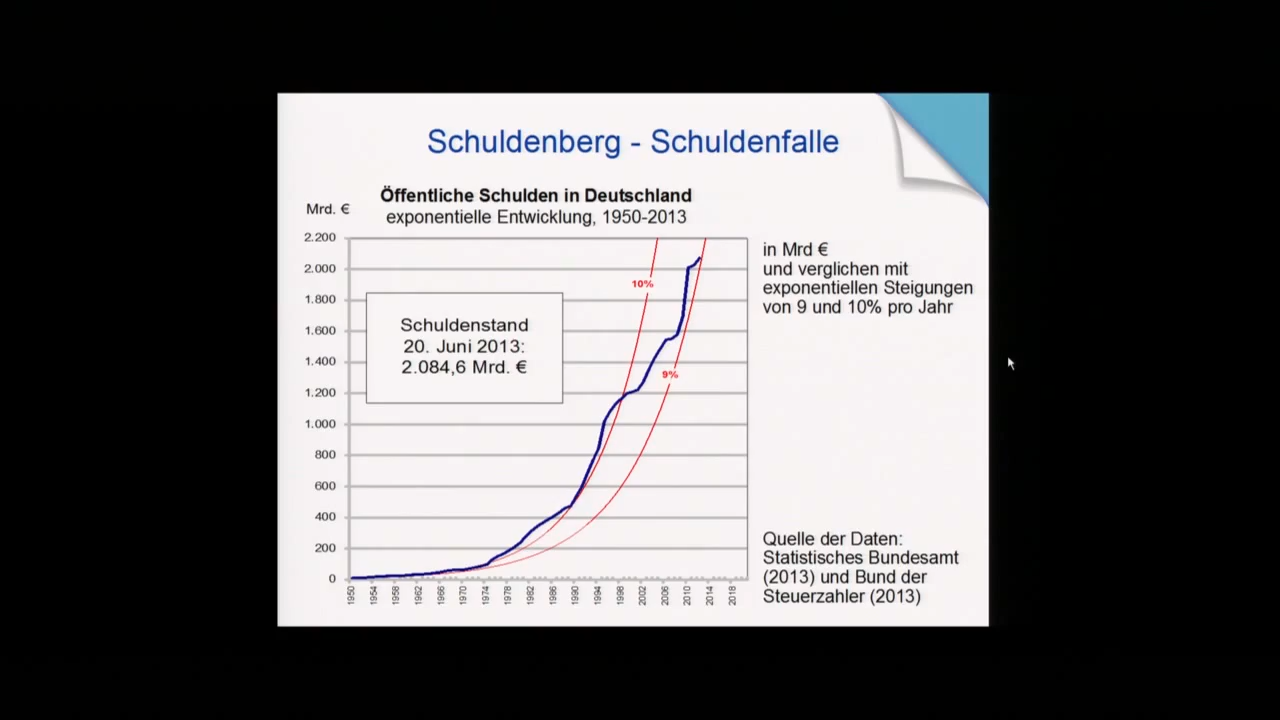 Schuldenberg - Schuldenfalle
Öffentliche Schulden in Deutschland
exponentielle Entwicklung, 1950-2013
Mrd. €
2.200
2.000
1.800
1.600
1.400
1.200
1.000
800
600
400
200
0
10%
9%
Schuldenstand
20. Juni 2013:
2.084,6 Mrd. €
1950 1954 1958 1962 1966 1970 1974 1978 1982 1986 1990 1994 1998 2002 2006 2010 2014 2018
in Mrd €
und verglichen mit
exponentiellen Steigungen
von 9 und 10% pro Jahr
Quelle der Daten:
Statistisches Bundesamt
(2013) und Bund der
Steuerzahler (2013)